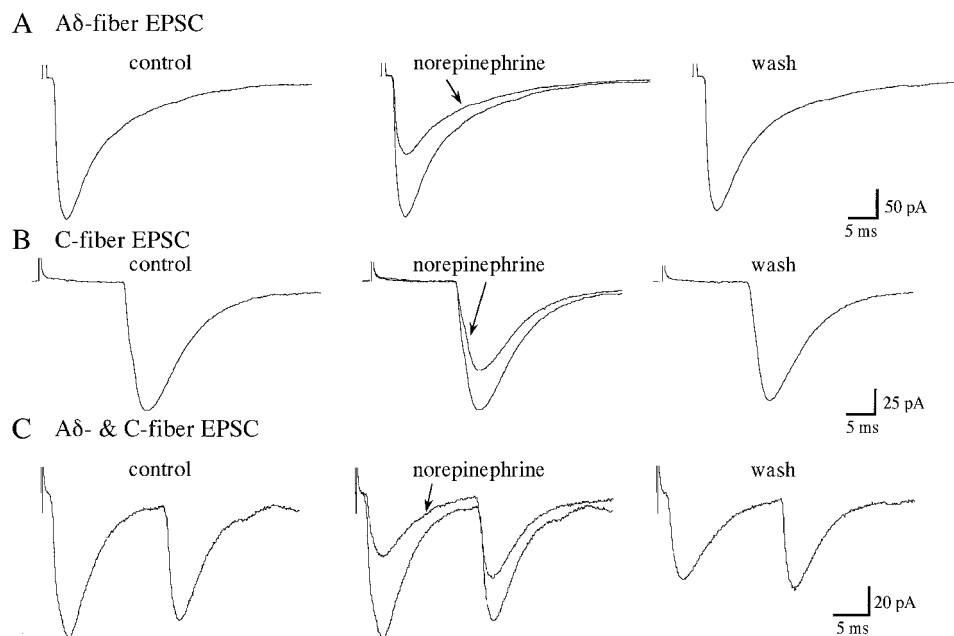 A Aδ-fiber EPSC
control
norepinephrine
wash
50 pA
5 ms
B C-fiber EPSC
control
norepinephrine
wash
25 pA
5 ms
C Aδ- & C-fiber EPSC
control
norepinephrine
wash
20 pA
5 ms